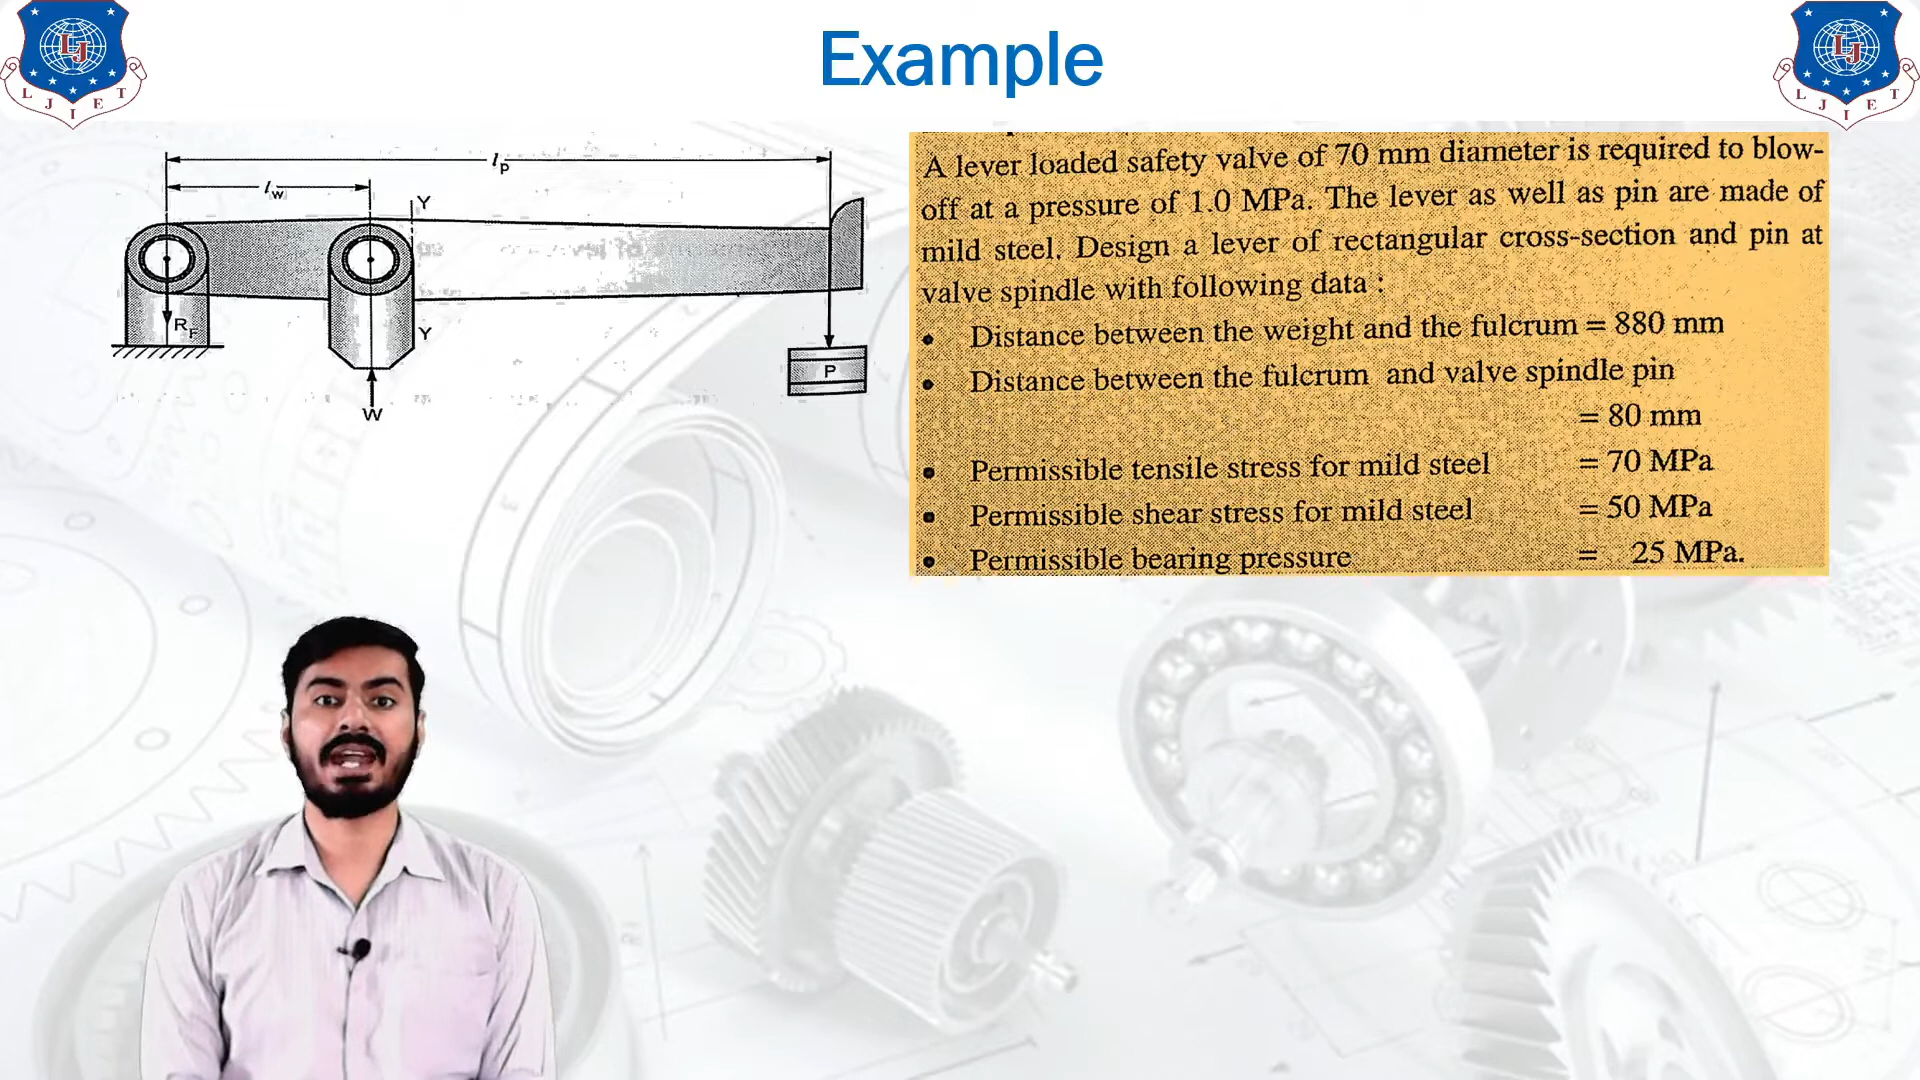 Example
LJ
L J I E T
LJ
L J I E T
lp
lw
Y
RF
Y
W
P
A lever loaded safety valve of 70 mm diameter is required to blow-
off at a pressure of 1.0 MPa. The lever as well as pin are made of
mild steel. Design a lever of rectangular cross-section and pin at
valve spindle with following data :
• Distance between the weight and the fulcrum = 880 mm
• Distance between the fulcrum and valve spindle pin
= 80 mm
• Permissible tensile stress for mild steel = 70 MPa
• Permissible shear stress for mild steel = 50 MPa
• Permissible bearing pressure = 25 MPa.